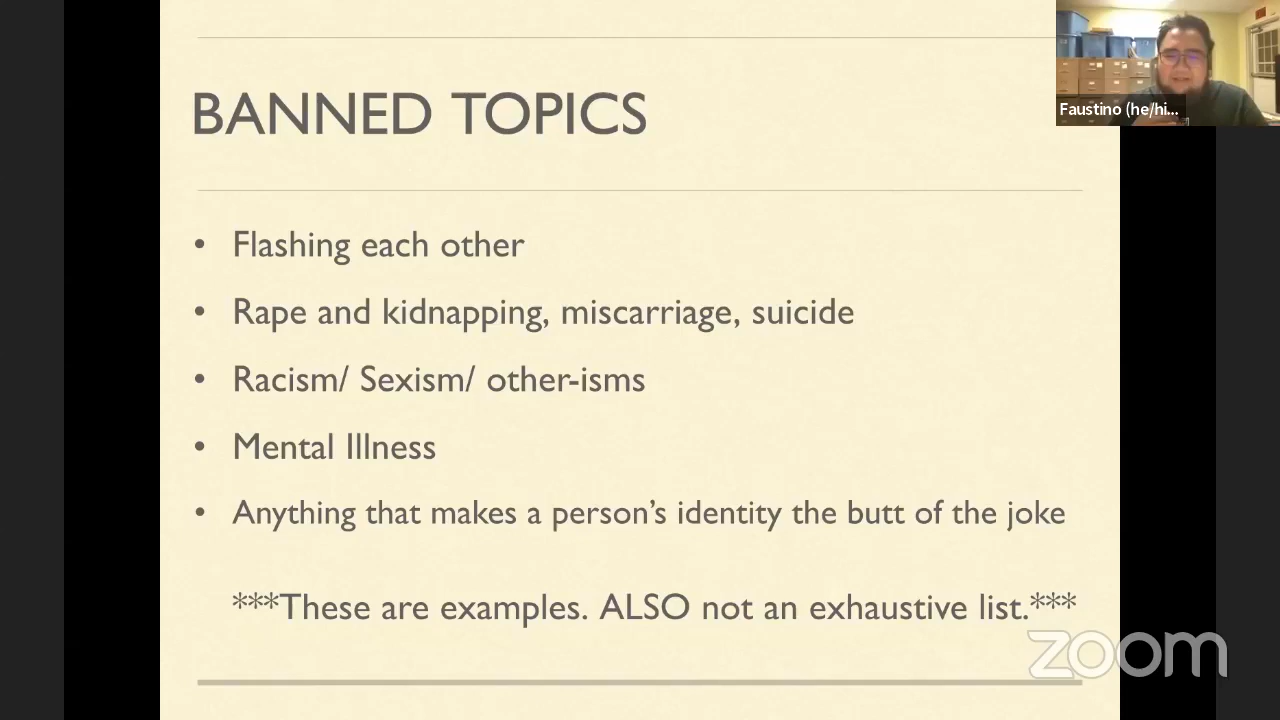 BANNED TOPICS
Faustino (he/hi...
• Flashing each other
• Rape and kidnapping, miscarriage, suicide
• Racism/ Sexism/ other-isms
• Mental Illness
• Anything that makes a person’s identity the butt of the joke
***These are examples. ALSO not an exhaustive list.***
zoom